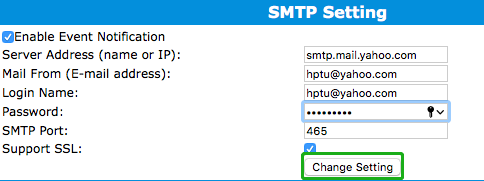 SMTP Setting
Enable Event Notification
Server Address (name or IP): smtp.mail.yahoo.com
Mail From (E-mail address): hptu@yahoo.com
Login Name: hptu@yahoo.com
Password: •••••••••
SMTP Port: 465
Support SSL:
Change Setting